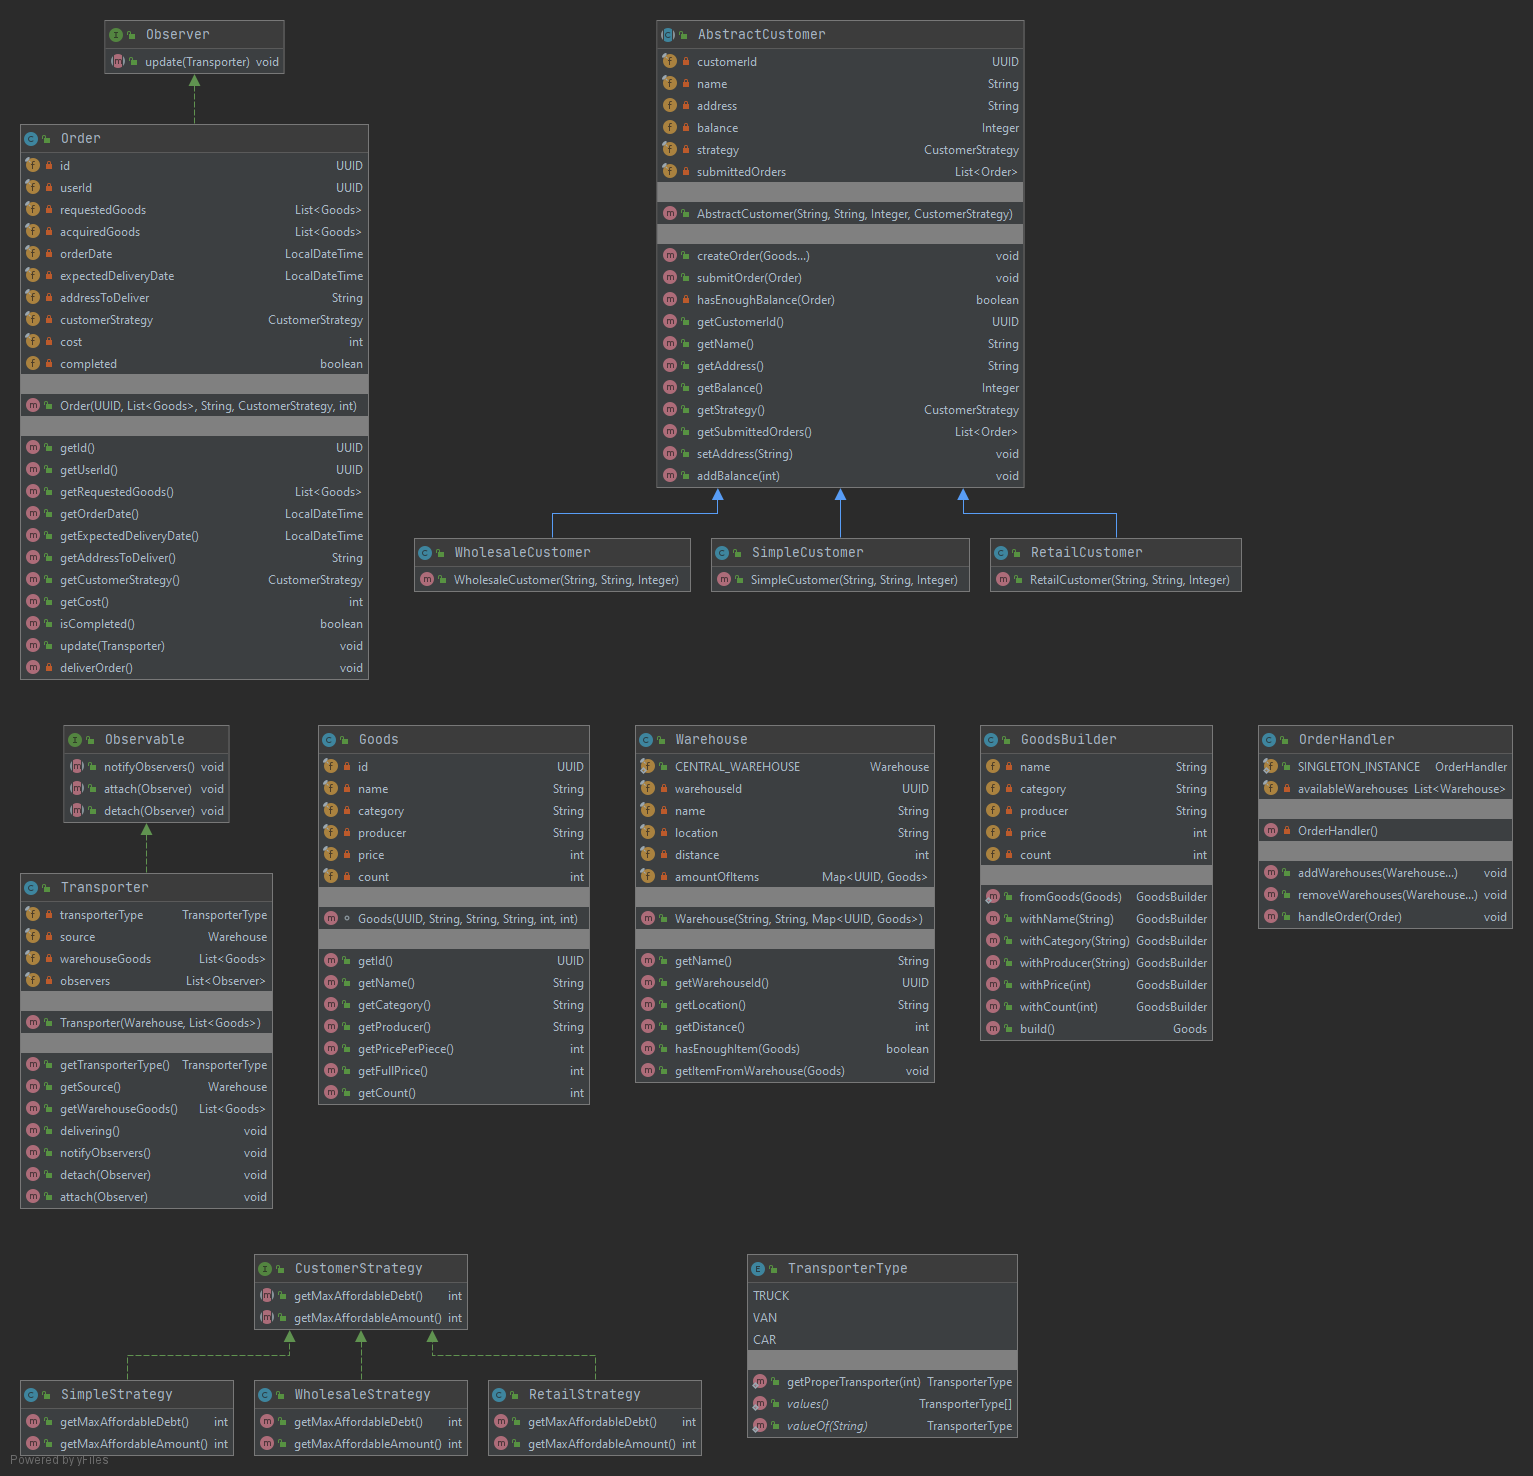 Observer
update(Transporter) void
Order
id UUID
userId UUID
requestedGoods List<Goods>
acquiredGoods List<Goods>
orderDate LocalDateTime
expectedDeliveryDate LocalDateTime
addressToDeliver String
customerStrategy CustomerStrategy
cost int
completed boolean
Order(UUID, List<Goods>, String, CustomerStrategy, int)
getId() UUID
getUserId() UUID
getRequestedGoods() List<Goods>
getOrderDate() LocalDateTime
getExpectedDeliveryDate() LocalDateTime
getAddressToDeliver() String
getCustomerStrategy() CustomerStrategy
getCost() int
isCompleted() boolean
update(Transporter) void
deliverOrder() void
AbstractCustomer
customerId UUID
name String
address String
balance Integer
strategy CustomerStrategy
submittedOrders List<Order>
AbstractCustomer(String, String, Integer, CustomerStrategy)
createOrder(Goods...) void
submitOrder(Order) void
hasEnoughBalance(Order) boolean
getCustomerId() UUID
getName() String
getAddress() String
getBalance() Integer
getStrategy() CustomerStrategy
getSubmittedOrders() List<Order>
setAddress(String) void
addBalance(int) void
WholesaleCustomer
WholesaleCustomer(String, String, Integer)
SimpleCustomer
SimpleCustomer(String, String, Integer)
RetailCustomer
RetailCustomer(String, String, Integer)
Observable
notifyObservers() void
attach(Observer) void
detach(Observer) void
Transporter
transporterType TransporterType
source Warehouse
warehouseGoods List<Goods>
observers List<Observer>
Transporter(Warehouse, List<Goods>)
getTransporterType() TransporterType
getSource() Warehouse
getWarehouseGoods() List<Goods>
delivering() void
notifyObservers() void
detach(Observer) void
attach(Observer) void
Goods
id UUID
name String
category String
producer String
price int
count int
Goods(UUID, String, String, String, int, int)
getId() UUID
getName() String
getCategory() String
getProducer() String
getPricePerPiece() int
getFullPrice() int
getCount() int
Warehouse
CENTRAL_WAREHOUSE Warehouse
warehouseId UUID
name String
location String
distance int
amountOfItems Map<UUID, Goods>
Warehouse(String, String, Map<UUID, Goods>)
getName() String
getWarehouseId() UUID
getLocation() String
getDistance() int
hasEnoughItem(Goods) boolean
getItemFromWarehouse(Goods) void
GoodsBuilder
name String
category String
producer String
price int
count int
fromGoods(Goods) GoodsBuilder
withName(String) GoodsBuilder
withCategory(String) GoodsBuilder
withProducer(String) GoodsBuilder
withPrice(int) GoodsBuilder
withCount(int) GoodsBuilder
build() Goods
OrderHandler
SINGLETON_INSTANCE OrderHandler
availableWarehouses List<Warehouse>
OrderHandler()
addWarehouses(Warehouse...) void
removeWarehouses(Warehouse...) void
handleOrder(Order) void
CustomerStrategy
getMaxAffordableDebt() int
getMaxAffordableAmount() int
SimpleStrategy
getMaxAffordableDebt() int
getMaxAffordableAmount() int
WholesaleStrategy
getMaxAffordableDebt() int
getMaxAffordableAmount() int
RetailStrategy
getMaxAffordableDebt() int
getMaxAffordableAmount() int
TransporterType
TRUCK
VAN
CAR
getProperTransporter(int) TransporterType
values() TransporterType[]
valueOf(String) TransporterType
Powered by yFiles